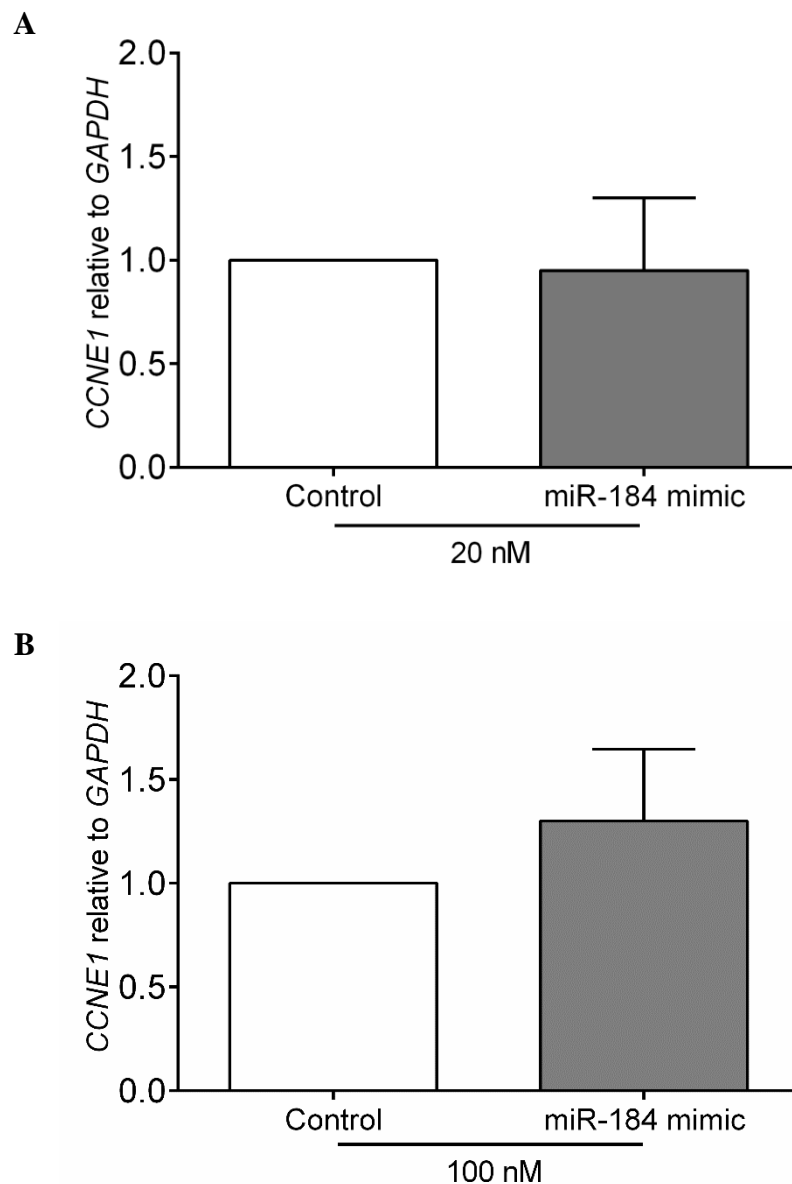 A
CCNE1 relative to GAPDH
2.0
1.5
1.0
0.5
0.0
Control
miR-184 mimic
20 nM
B
CCNE1 relative to GAPDH
2.0
1.5
1.0
0.5
0.0
Control
miR-184 mimic
100 nM